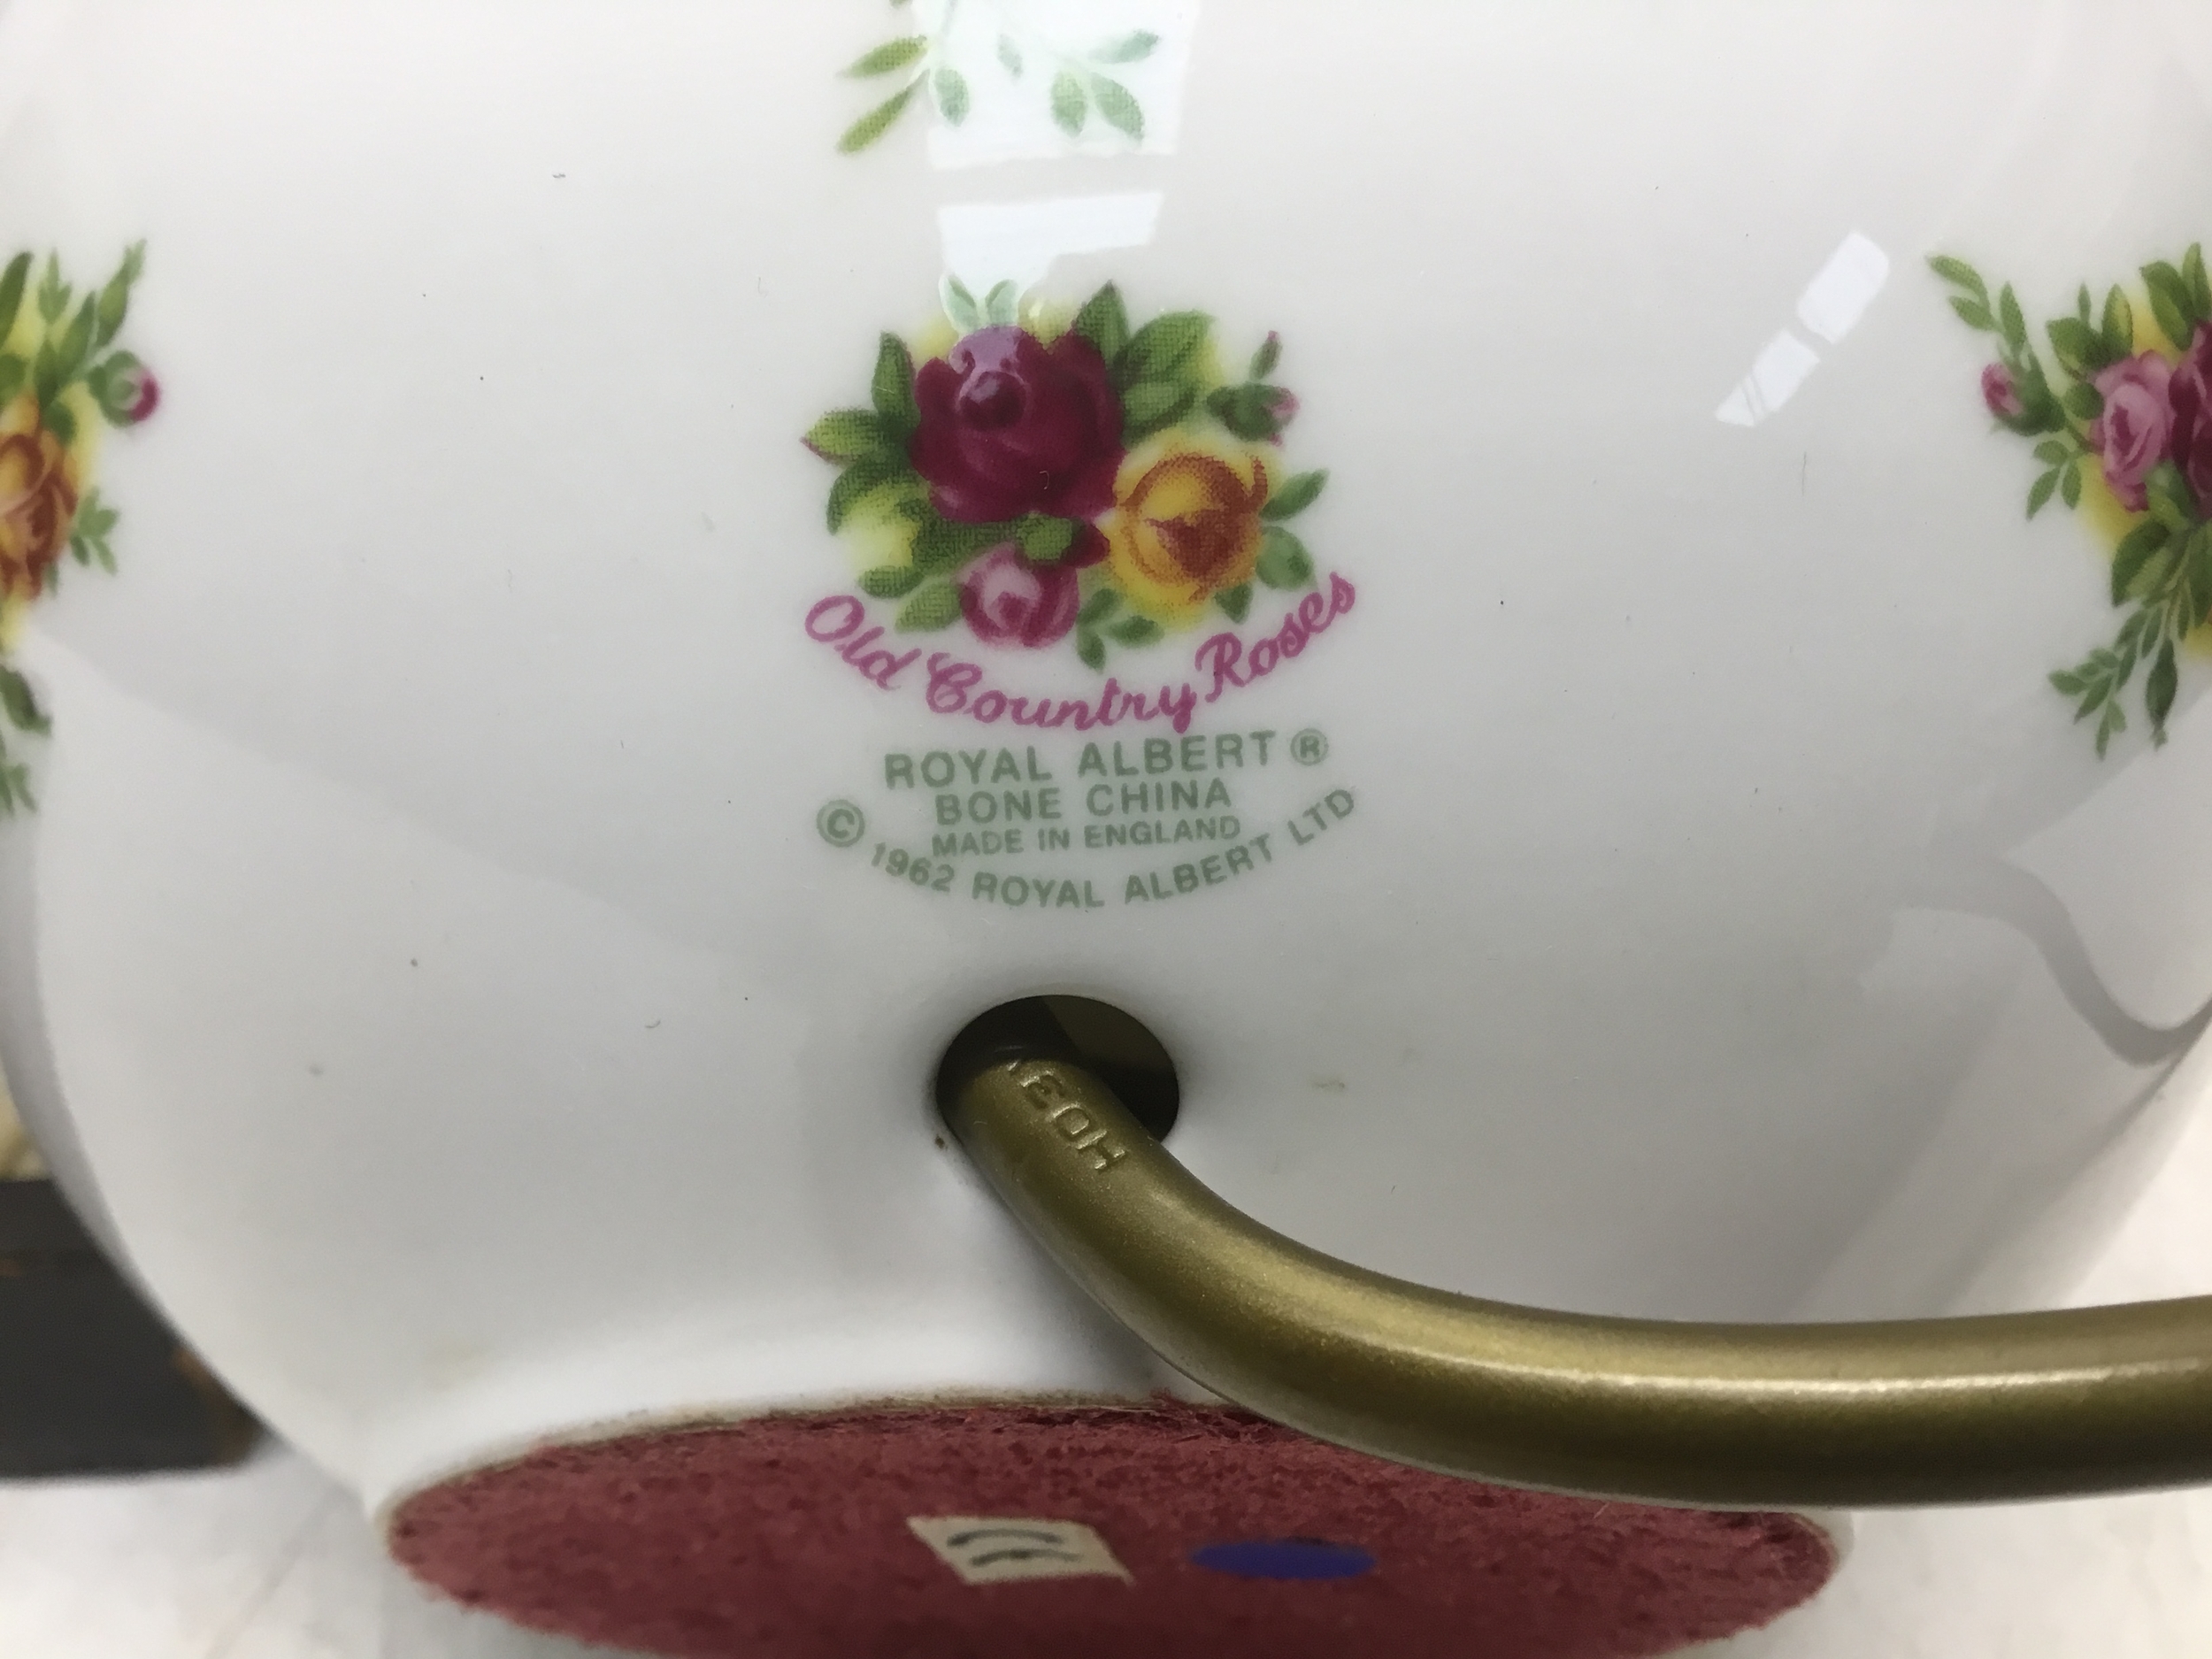 Old Country Roses
ROYAL ALBERT ®
BONE CHINA
MADE IN ENGLAND
© 1962 ROYAL ALBERT LTD